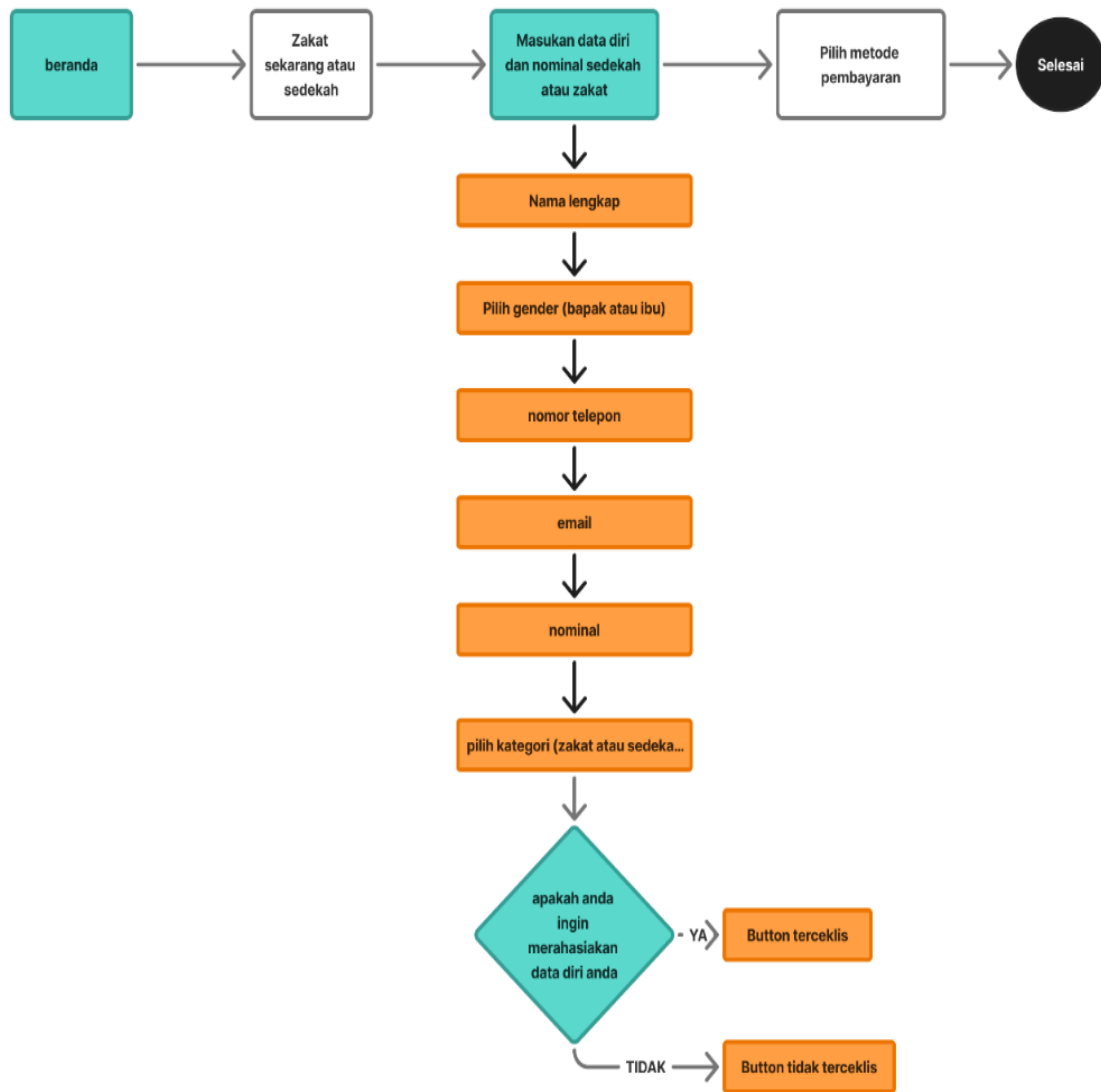 beranda
Zakat
sekarang atau
sedekah
Masukan data diri
dan nominal sedekah
atau zakat
Pilih metode
pembayaran
Selesai
Nama lengkap
Pilih gender (bapak atau ibu)
nomor telepon
email
nominal
pilih kategori (zakat atau sedeka...
apakah anda
ingin
merahasiakan
data diri anda
YA
Button terceklis
TIDAK
Button tidak terceklis